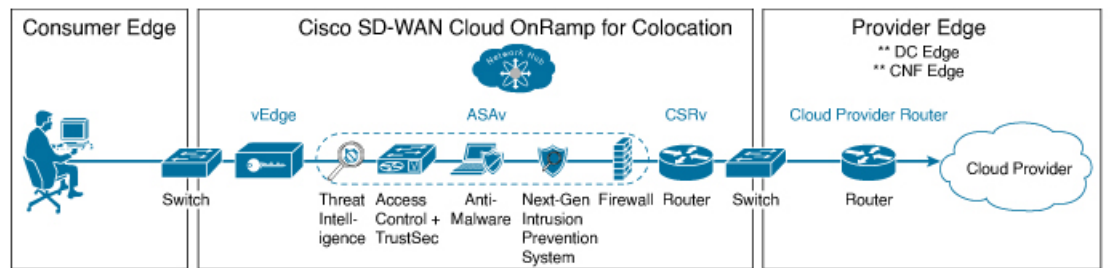 Consumer Edge
Cisco SD-WAN Cloud OnRamp for Colocation
Provider Edge
** DC Edge
** CNF Edge
Network Hub
vEdge
ASAv
CSRv
Cloud Provider Router
Cloud Provider
Switch
Threat
Intell-
igence
Access
Control +
TrustSec
Anti-
Malware
Next-Gen
Intrusion
Prevention
System
Firewall
Router
Switch
Router